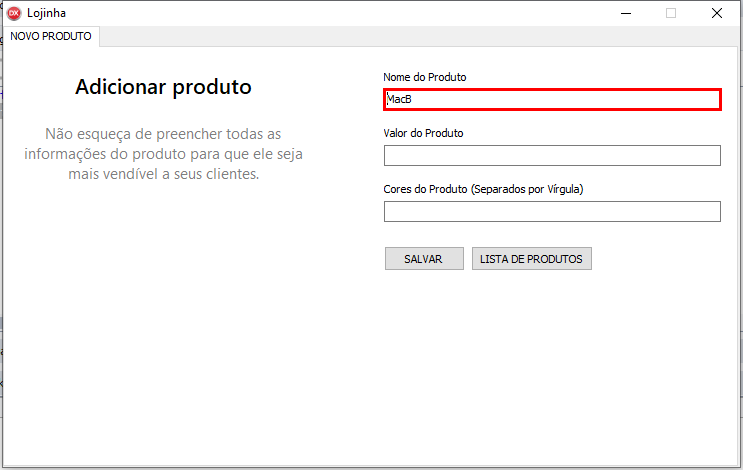 DX Lojinha
NOVO PRODUTO
Adicionar produto
Não esqueça de preencher todas as
informações do produto para que ele seja
mais vendível a seus clientes.
Nome do Produto
MacB
Valor do Produto
Cores do Produto (Separados por Vírgula)
SALVAR
LISTA DE PRODUTOS